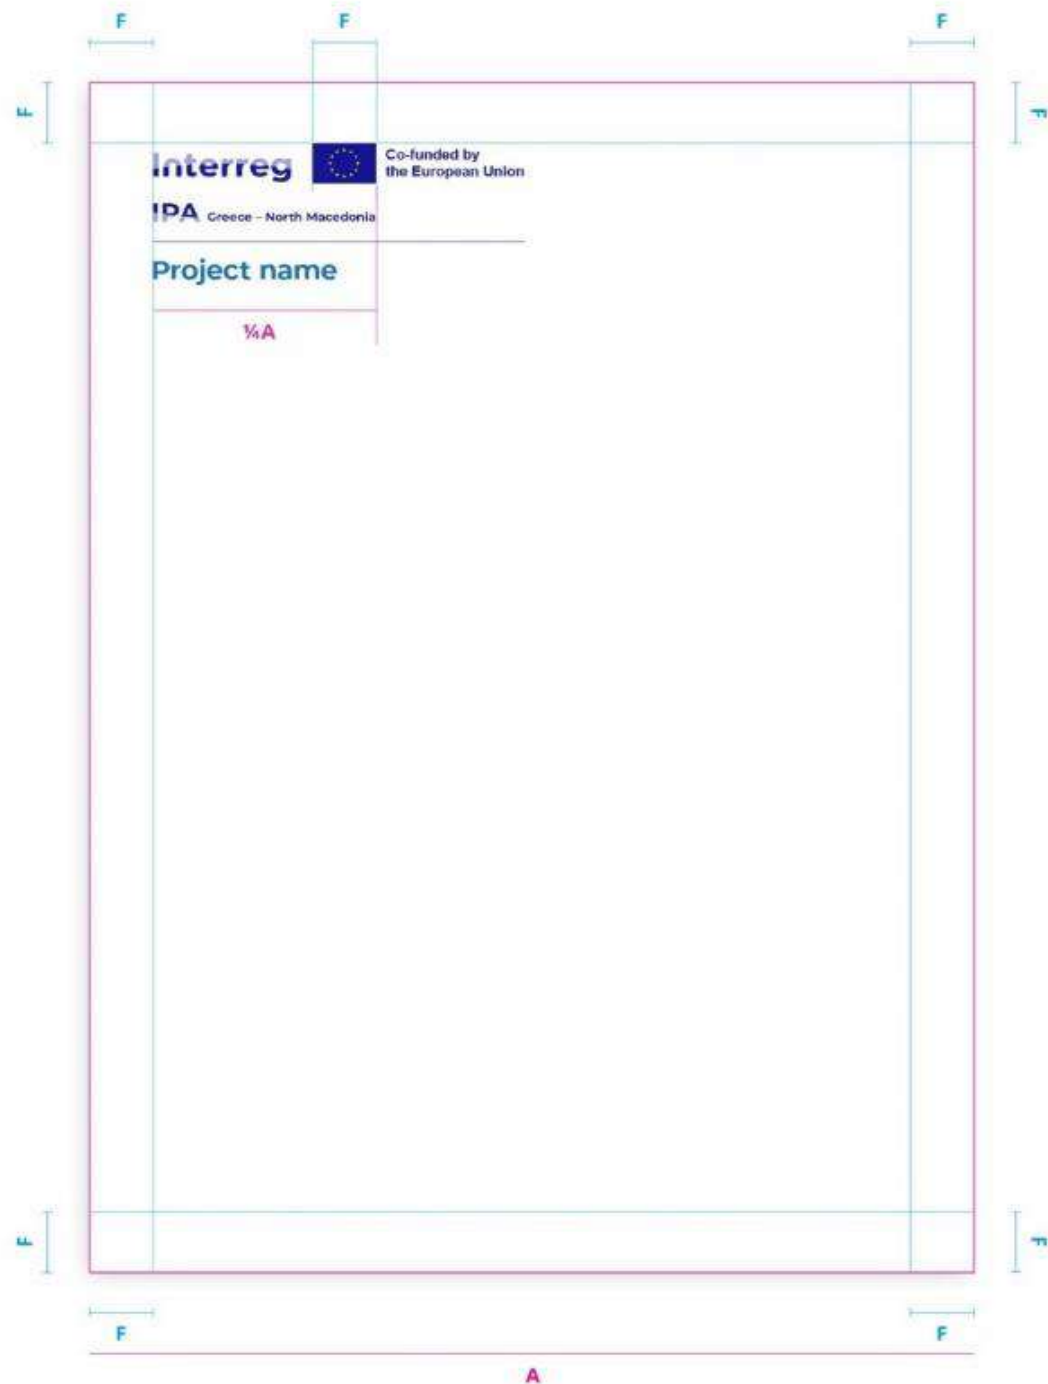 F F F
F F
Interreg Co-funded by
the European Union
IPA Greece – North Macedonia
Project name
¼A
F F
F F
A